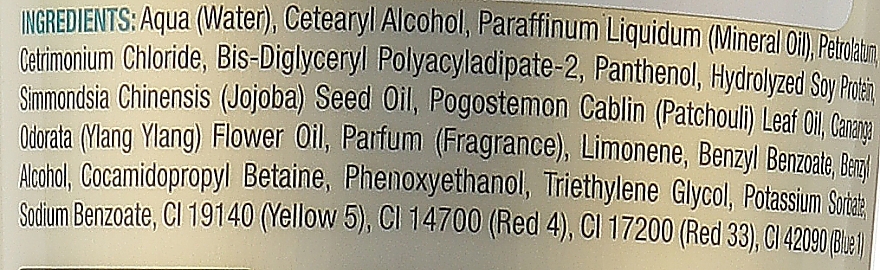 INGREDIENTS: Aqua (Water), Cetearyl Alcohol, Paraffinum Liquidum (Mineral Oil), Petrolatum,
Cetrimonium Chloride, Bis-Diglyceryl Polyacyladipate-2, Panthenol, Hydrolyzed Soy Protein,
Simmondsia Chinensis (Jojoba) Seed Oil, Pogostemon Cablin (Patchouli) Leaf Oil, Cananga
Odorata (Ylang Ylang) Flower Oil, Parfum (Fragrance), Limonene, Benzyl Benzoate, Benzyl
Alcohol, Cocamidopropyl Betaine, Phenoxyethanol, Triethylene Glycol, Potassium Sorbate,
Sodium Benzoate, CI 19140 (Yellow 5), CI 14700 (Red 4), CI 17200 (Red 33), CI 42090 (Blue 1)